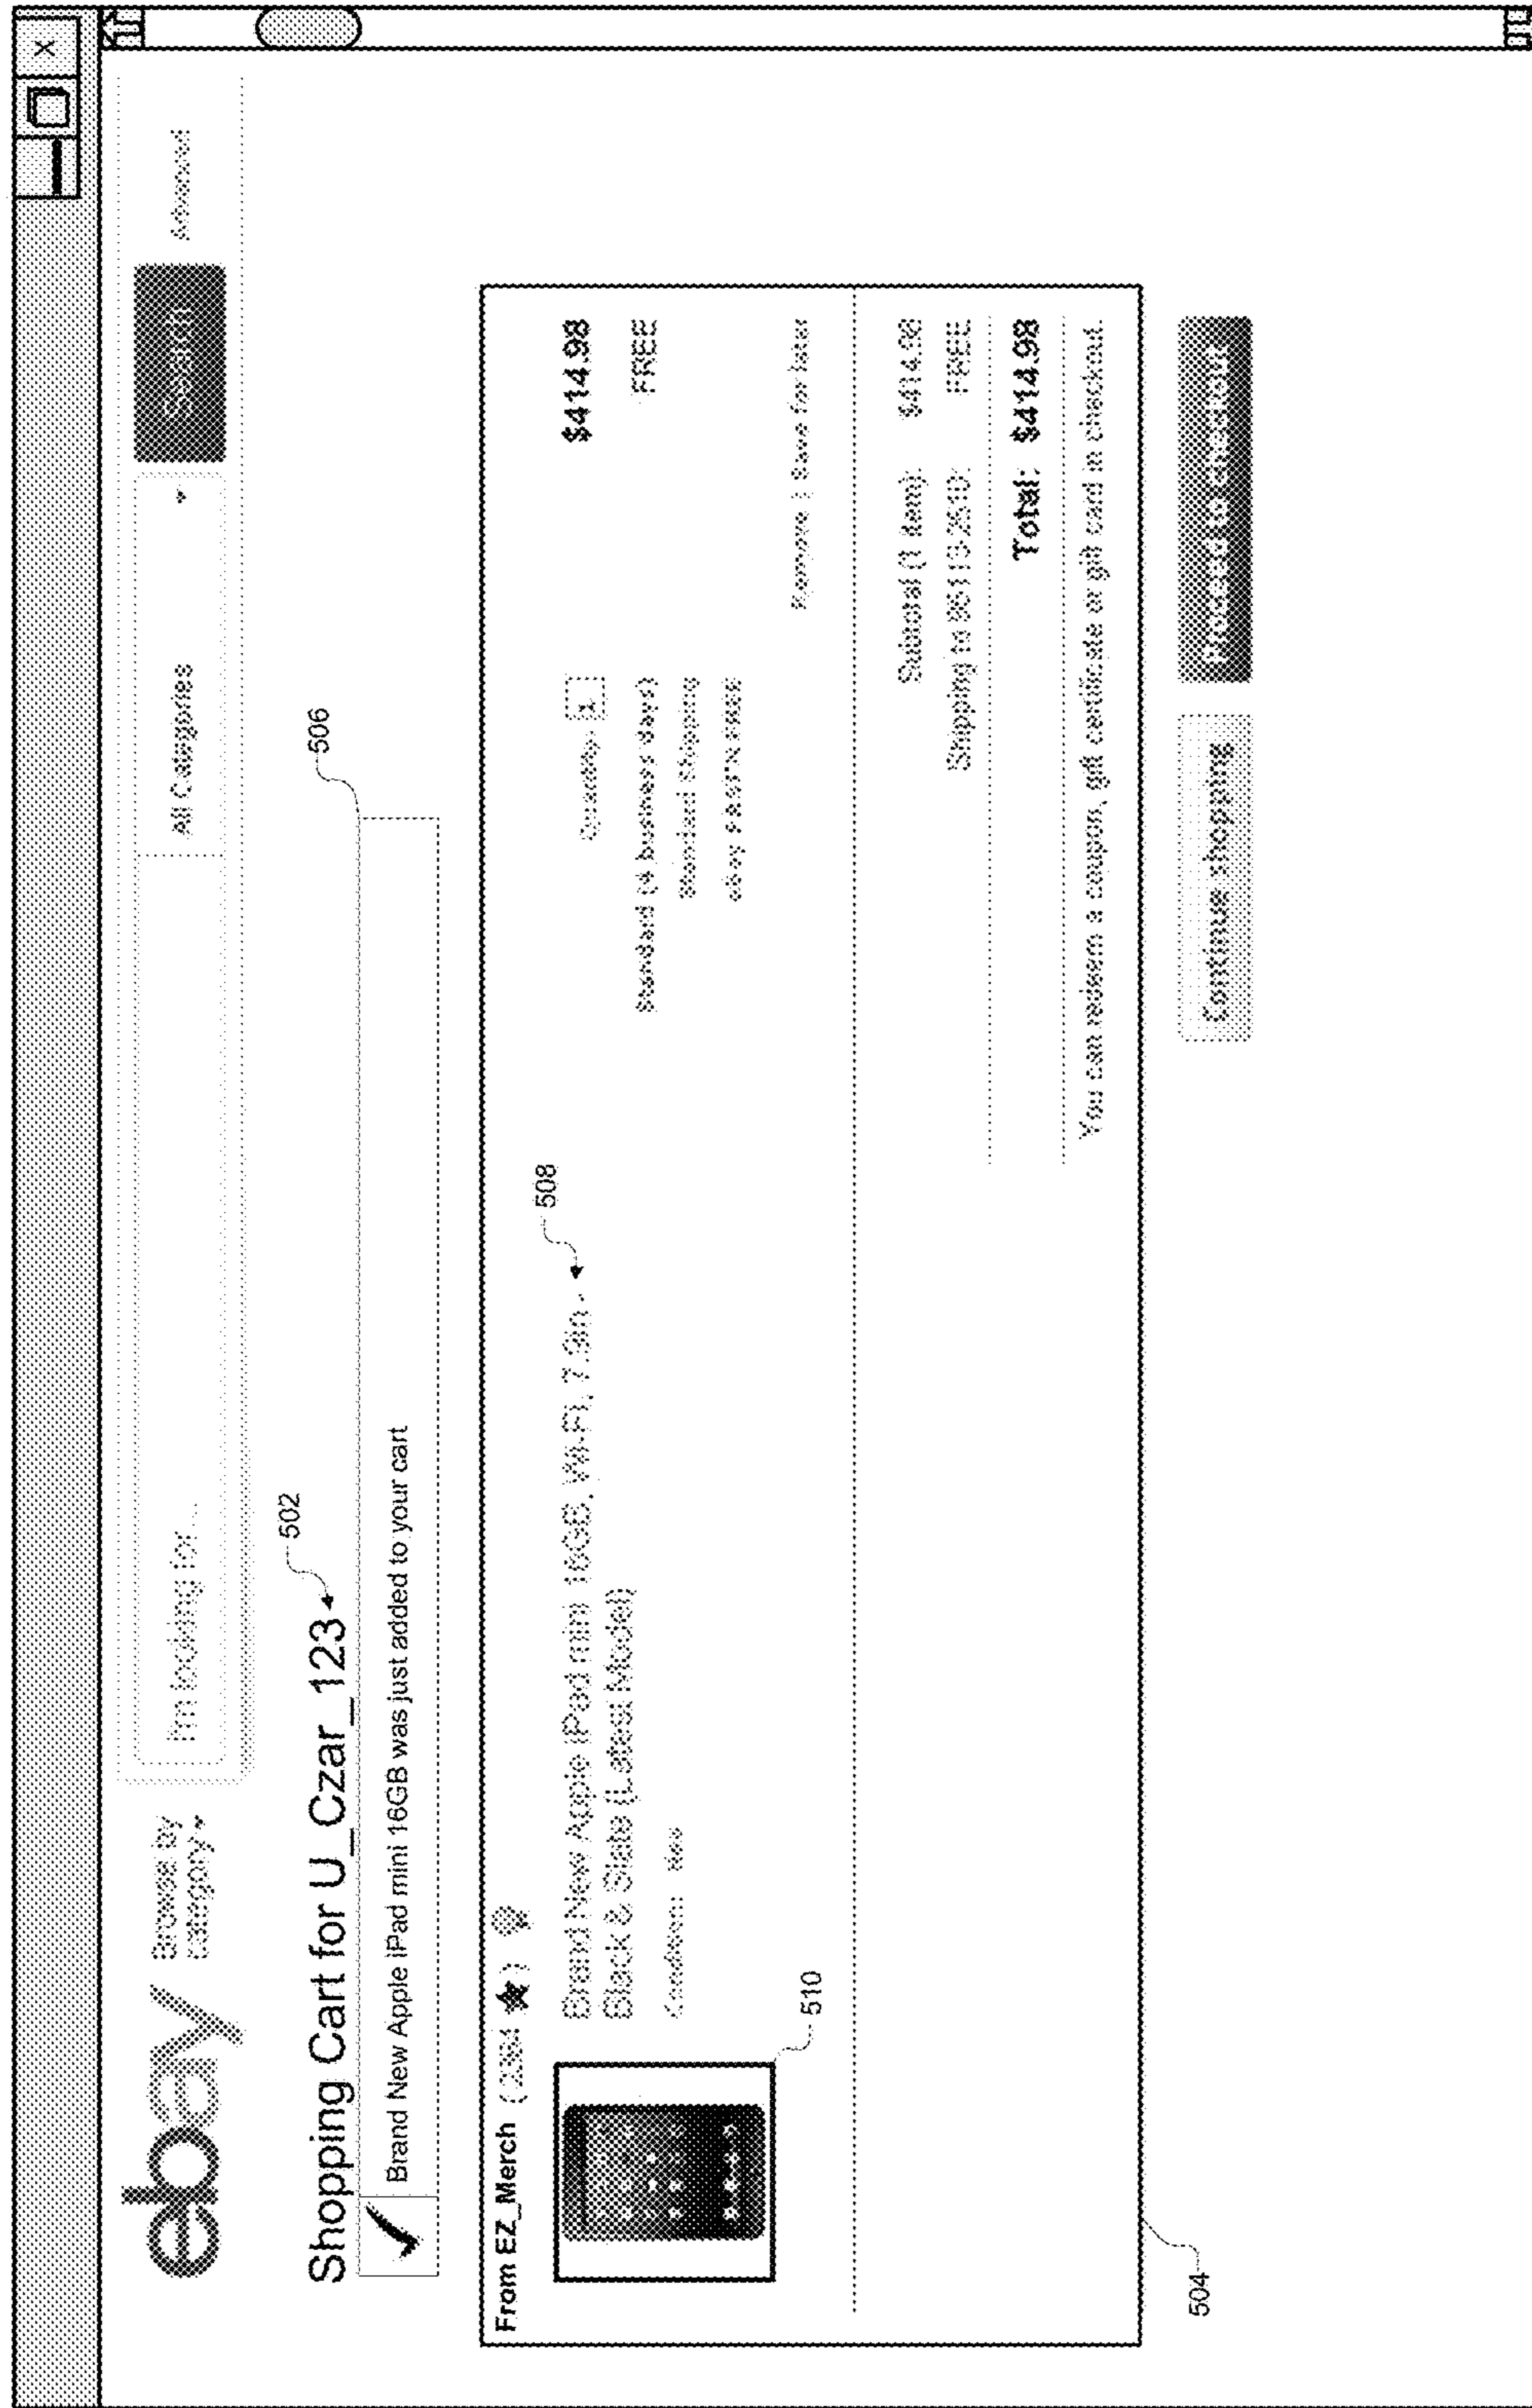 X
ebay
Browse by
category
I'm looking for...
All Categories
Search
Advanced
502
Shopping Cart for U_Czar_123
506
Brand New Apple iPad mini 16GB was just added to your cart
From EZ_Merch (2394 ★)
508
Brand New Apple iPad mini 16GB, Wi-Fi, 7.9in -
Black & Slate (Latest Model)
Condition: New
Quantity: 1
$414.98
Standard (4 business days)
FREE
Standard Shipping
Remove | Save for later
510
Subtotal (1 item): $414.98
Shipping to FREE
Total: $414.98
You can redeem a coupon, gift certificate or gift card in checkout.
504
Continue shopping
Proceed to checkout